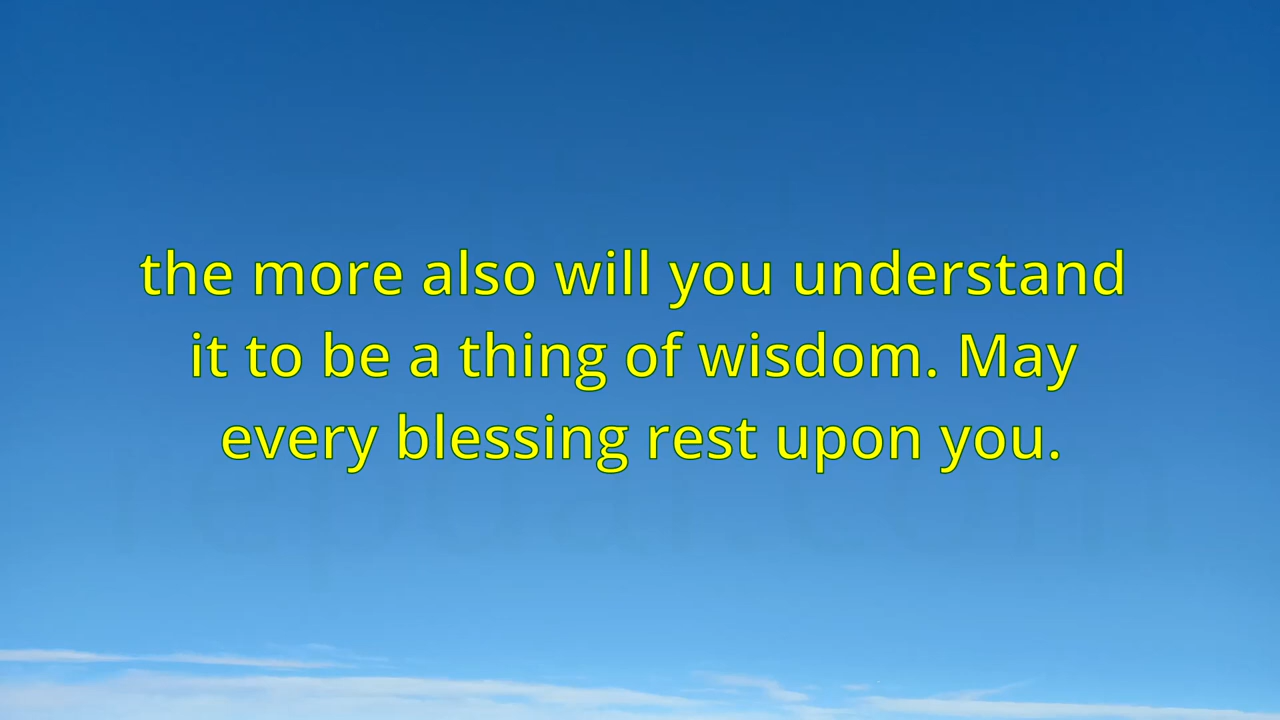 the more also will you understand
it to be a thing of wisdom. May
every blessing rest upon you.